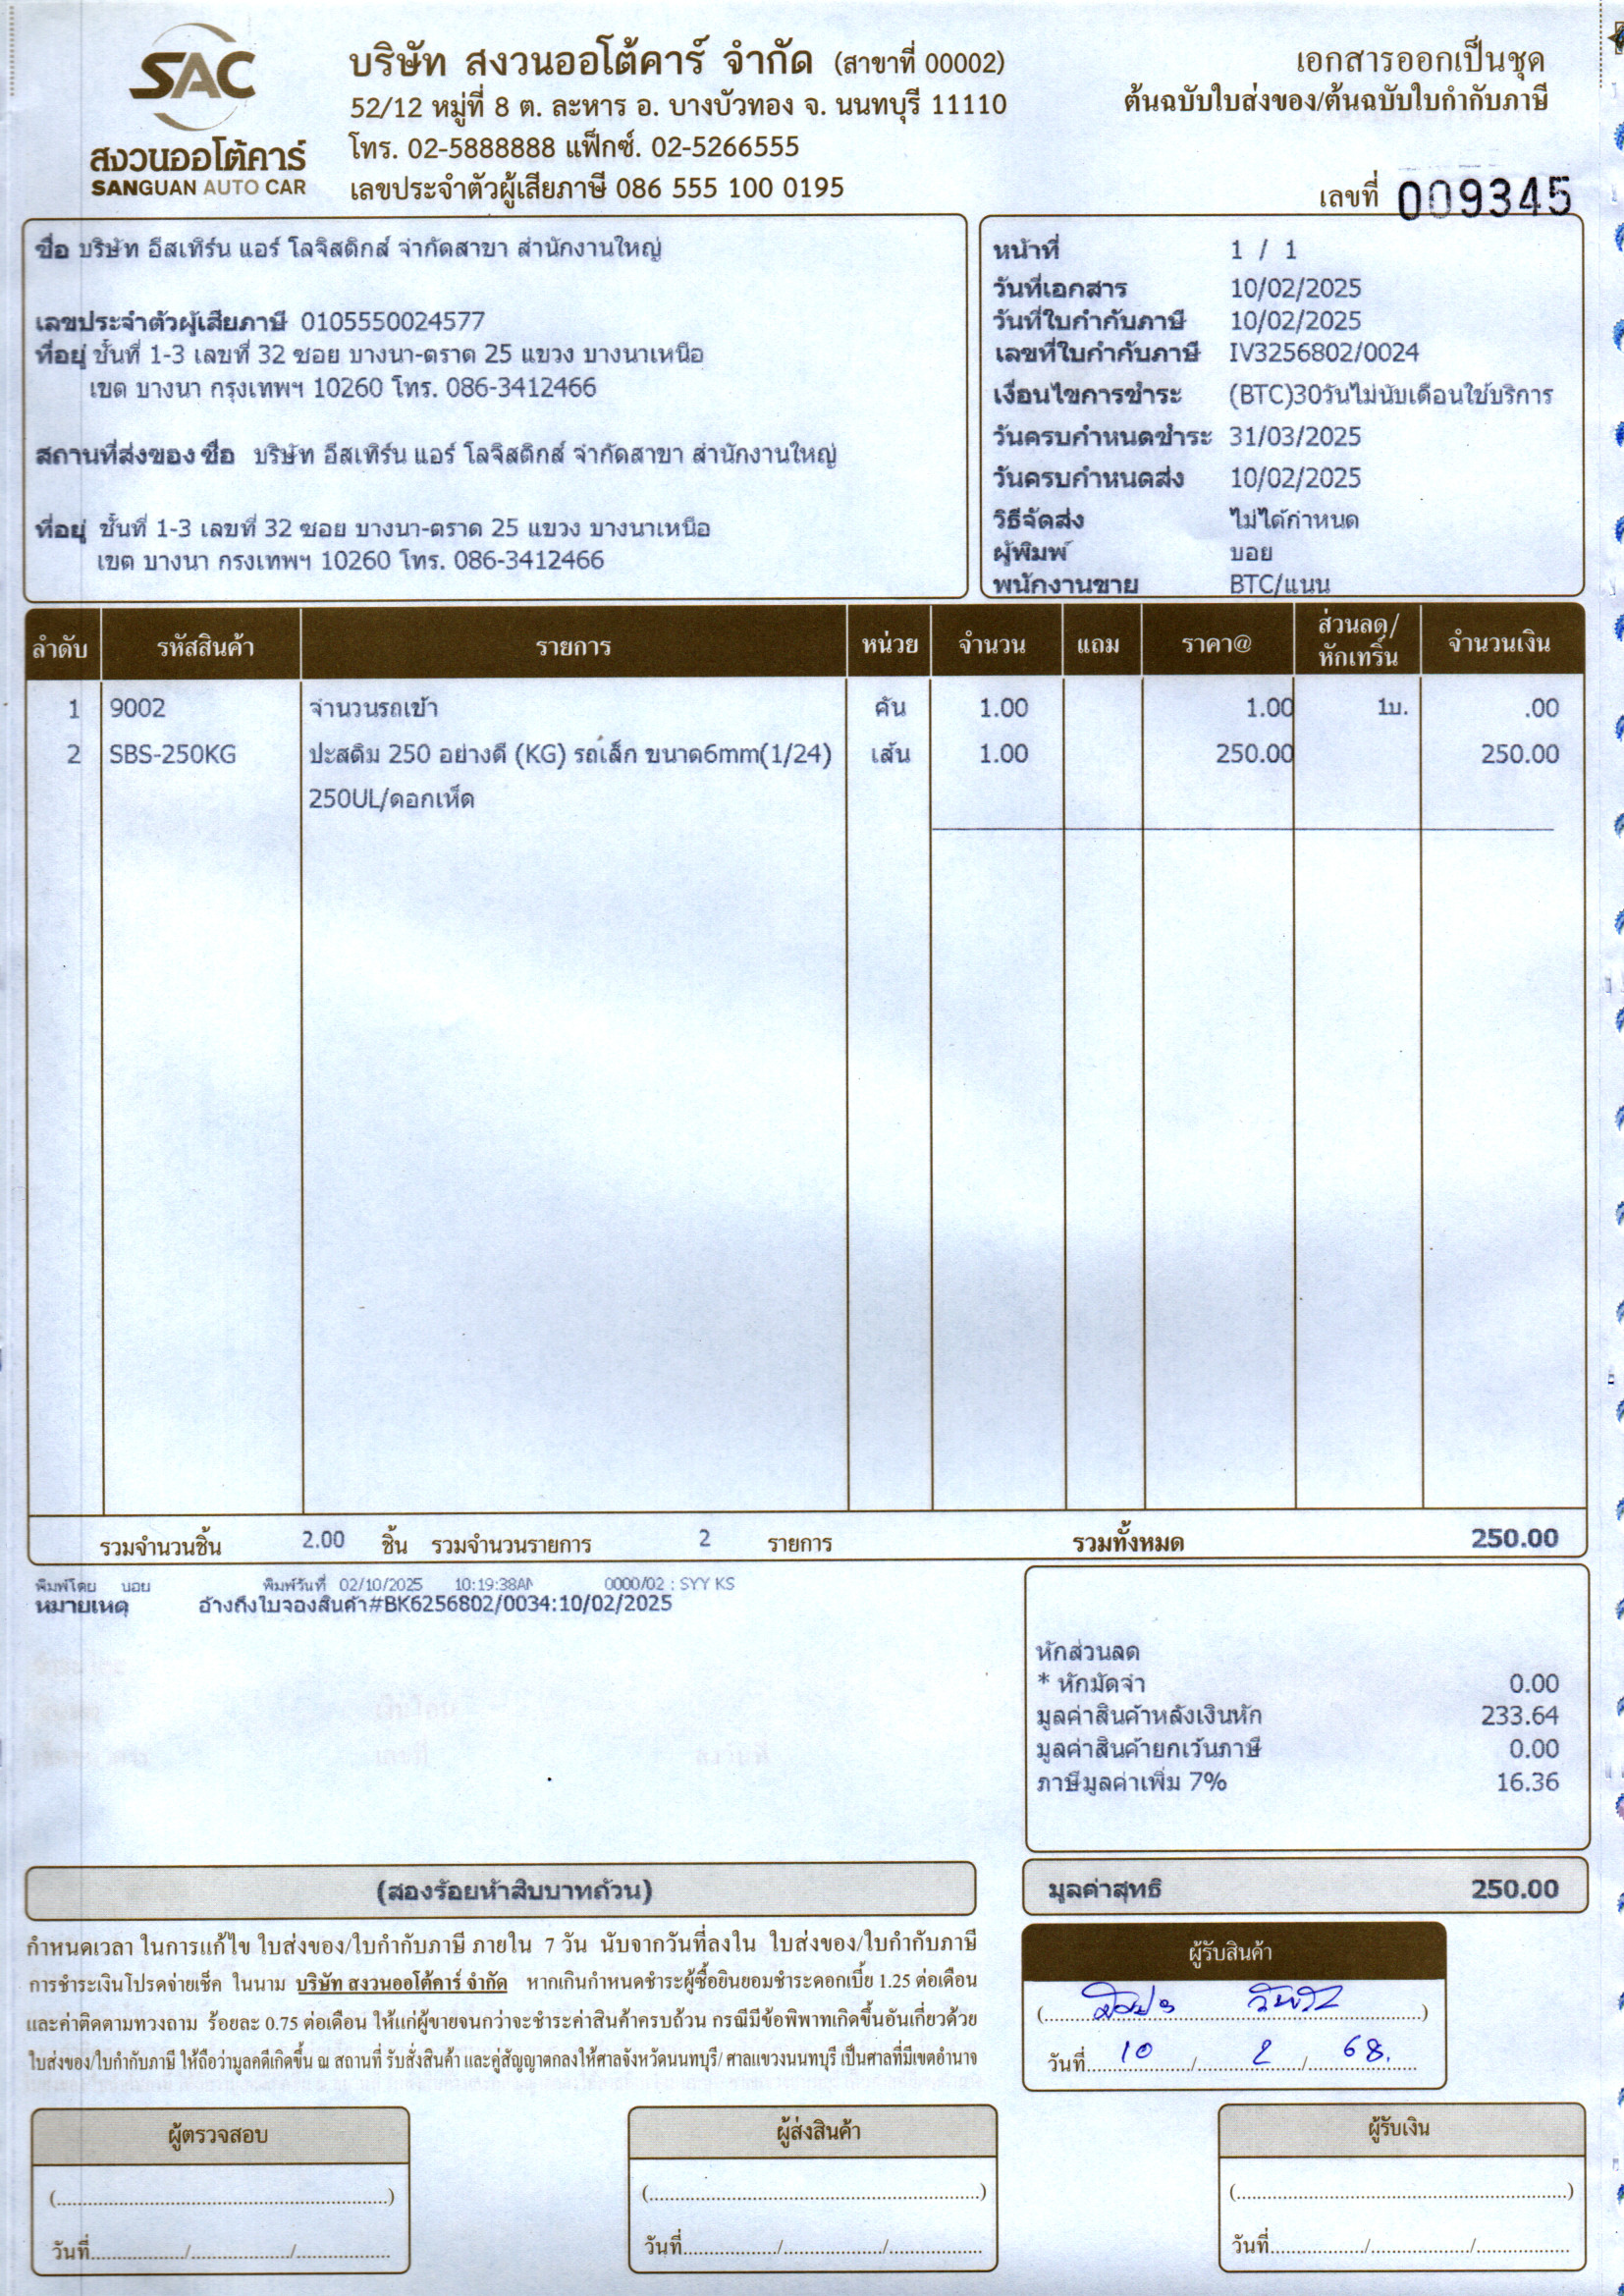 SAC
สงวนออโต้คาร์
SANGUAN AUTO CAR
บริษัท สงวนออโต้คาร์ จำกัด (สาขาที่ 00002)
52/12 หมู่ที่ 8 ต. ละหาร อ. บางบัวทอง จ. นนทบุรี 11110
โทร. 02-5888888 แฟ็กซ์. 02-5266555
เลขประจำตัวผู้เสียภาษี 086 555 100 0195
เอกสารออกเป็นชุด
ต้นฉบับใบส่งของ/ต้นฉบับใบกำกับภาษี
เลขที่ 009345
ชื่อ บริษัท อีสเทิร์น แอร์ โลจิสติกส์ จำกัดสาขา สำนักงานใหญ่
เลขประจำตัวผู้เสียภาษี 0105550024577
ที่อยู่ ชั้นที่ 1-3 เลขที่ 32 ซอย บางนา-ตราด 25 แขวง บางนาเหนือ
เขต บางนา กรุงเทพฯ 10260 โทร. 086-3412466
สถานที่ส่งของ ชื่อ บริษัท อีสเทิร์น แอร์ โลจิสติกส์ จำกัดสาขา สำนักงานใหญ่
ที่อยู่ ชั้นที่ 1-3 เลขที่ 32 ซอย บางนา-ตราด 25 แขวง บางนาเหนือ
เขต บางนา กรุงเทพฯ 10260 โทร. 086-3412466
หน้าที่ 1 / 1
วันที่เอกสาร 10/02/2025
วันที่ใบกำกับภาษี 10/02/2025
เลขที่ใบกำกับภาษี IV3256802/0024
เงื่อนไขการชำระ (BTC)30วันไม่นับเดือนใช้บริการ
วันครบกำหนดชำระ 31/03/2025
วันครบกำหนดส่ง 10/02/2025
วิธีจัดส่ง ไม่ได้กำหนด
ผู้พิมพ์ บอย
พนักงานขาย BTC/แนน
ลำดับ รหัสสินค้า รายการ หน่วย จำนวน แถม ราคา@ ส่วนลด/หักเทริ์น จำนวนเงิน
1 9002 จำนวนรถเข้า คัน 1.00 1.00 1บ. .00
2 SBS-250KG ปะสตีม 250 อย่างดี (KG) รถเล็ก ขนาด6mm(1/24) เส้น 1.00 250.00 250.00
250UL/ดอกเห็ด
รวมจำนวนชิ้น 2.00 ชิ้น รวมจำนวนรายการ 2 รายการ รวมทั้งหมด 250.00
พิมพ์โดย บอย พิมพ์วันที่ 02/10/2025 10:19:38AM 0000/02 : SYY KS
หมายเหตุ อ้างถึงใบจองสินค้า#BK6256802/0034:10/02/2025
หักส่วนลด
* หักมัดจำ 0.00
มูลค่าสินค้าหลังเงินหัก 233.64
มูลค่าสินค้ายกเว้นภาษี 0.00
ภาษีมูลค่าเพิ่ม 7% 16.36
(สองร้อยห้าสิบบาทถ้วน)
มูลค่าสุทธิ 250.00
กำหนดเวลา ในการแก้ไข ใบส่งของ/ใบกำกับภาษี ภายใน 7 วัน นับจากวันที่ลงใน ใบส่งของ/ใบกำกับภาษี
การชำระเงินโปรดจ่ายเช็ค ในนาม บริษัท สงวนออโต้คาร์ จำกัด หากเกินกำหนดชำระผู้ซื้อยินยอมชำระดอกเบี้ย 1.25 ต่อเดือน
และค่าติดตามทวงถาม ร้อยละ 0.75 ต่อเดือน ให้แก่ผู้ขายจนกว่าจะชำระค่าสินค้าครบถ้วน กรณีมีข้อพิพาทเกิดขึ้นอันเกี่ยวด้วย
ใบส่งของ/ใบกำกับภาษี ให้ถือว่ามูลคดีเกิดขึ้น ณ สถานที่ รับสั่งสินค้า และคู่สัญญาตกลงให้ศาลจังหวัดนนทบุรี/ ศาลแขวงนนทบุรี เป็นศาลที่มีเขตอำนาจ
ผู้รับสินค้า
วันที่ 10 / 2 / 68.
ผู้ตรวจสอบ
(........................)
วันที่............/............/............
ผู้ส่งสินค้า
(........................)
วันที่............/............/............
ผู้รับเงิน
(........................)
วันที่............/............/............